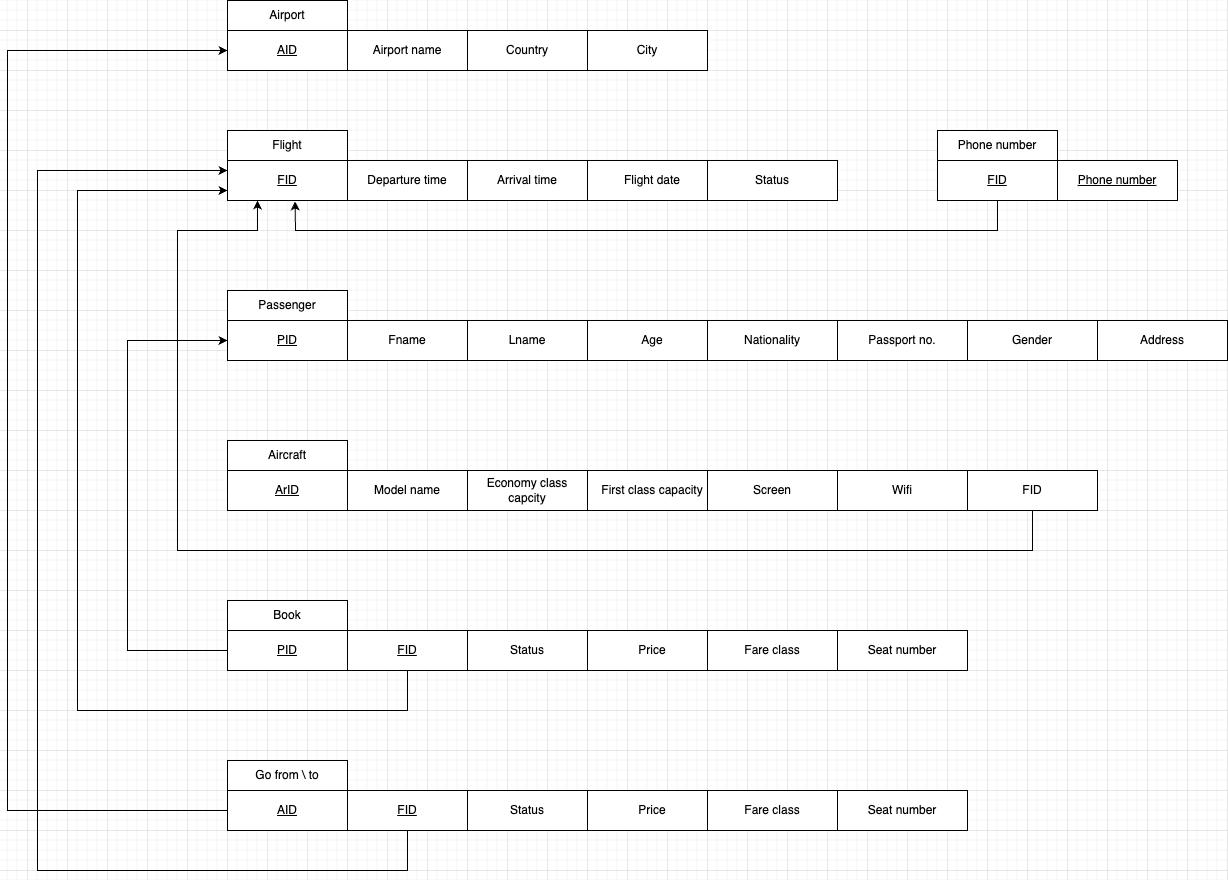 Airport
AID Airport name Country City
Flight
FID Departure time Arrival time Flight date Status
Phone number
FID Phone number
Passenger
PID Fname Lname Age Nationality Passport no. Gender Address
Aircraft
ArID Model name Economy class
capcity First class capacity Screen Wifi FID
Book
PID FID Status Price Fare class Seat number
Go from \ to
AID FID Status Price Fare class Seat number